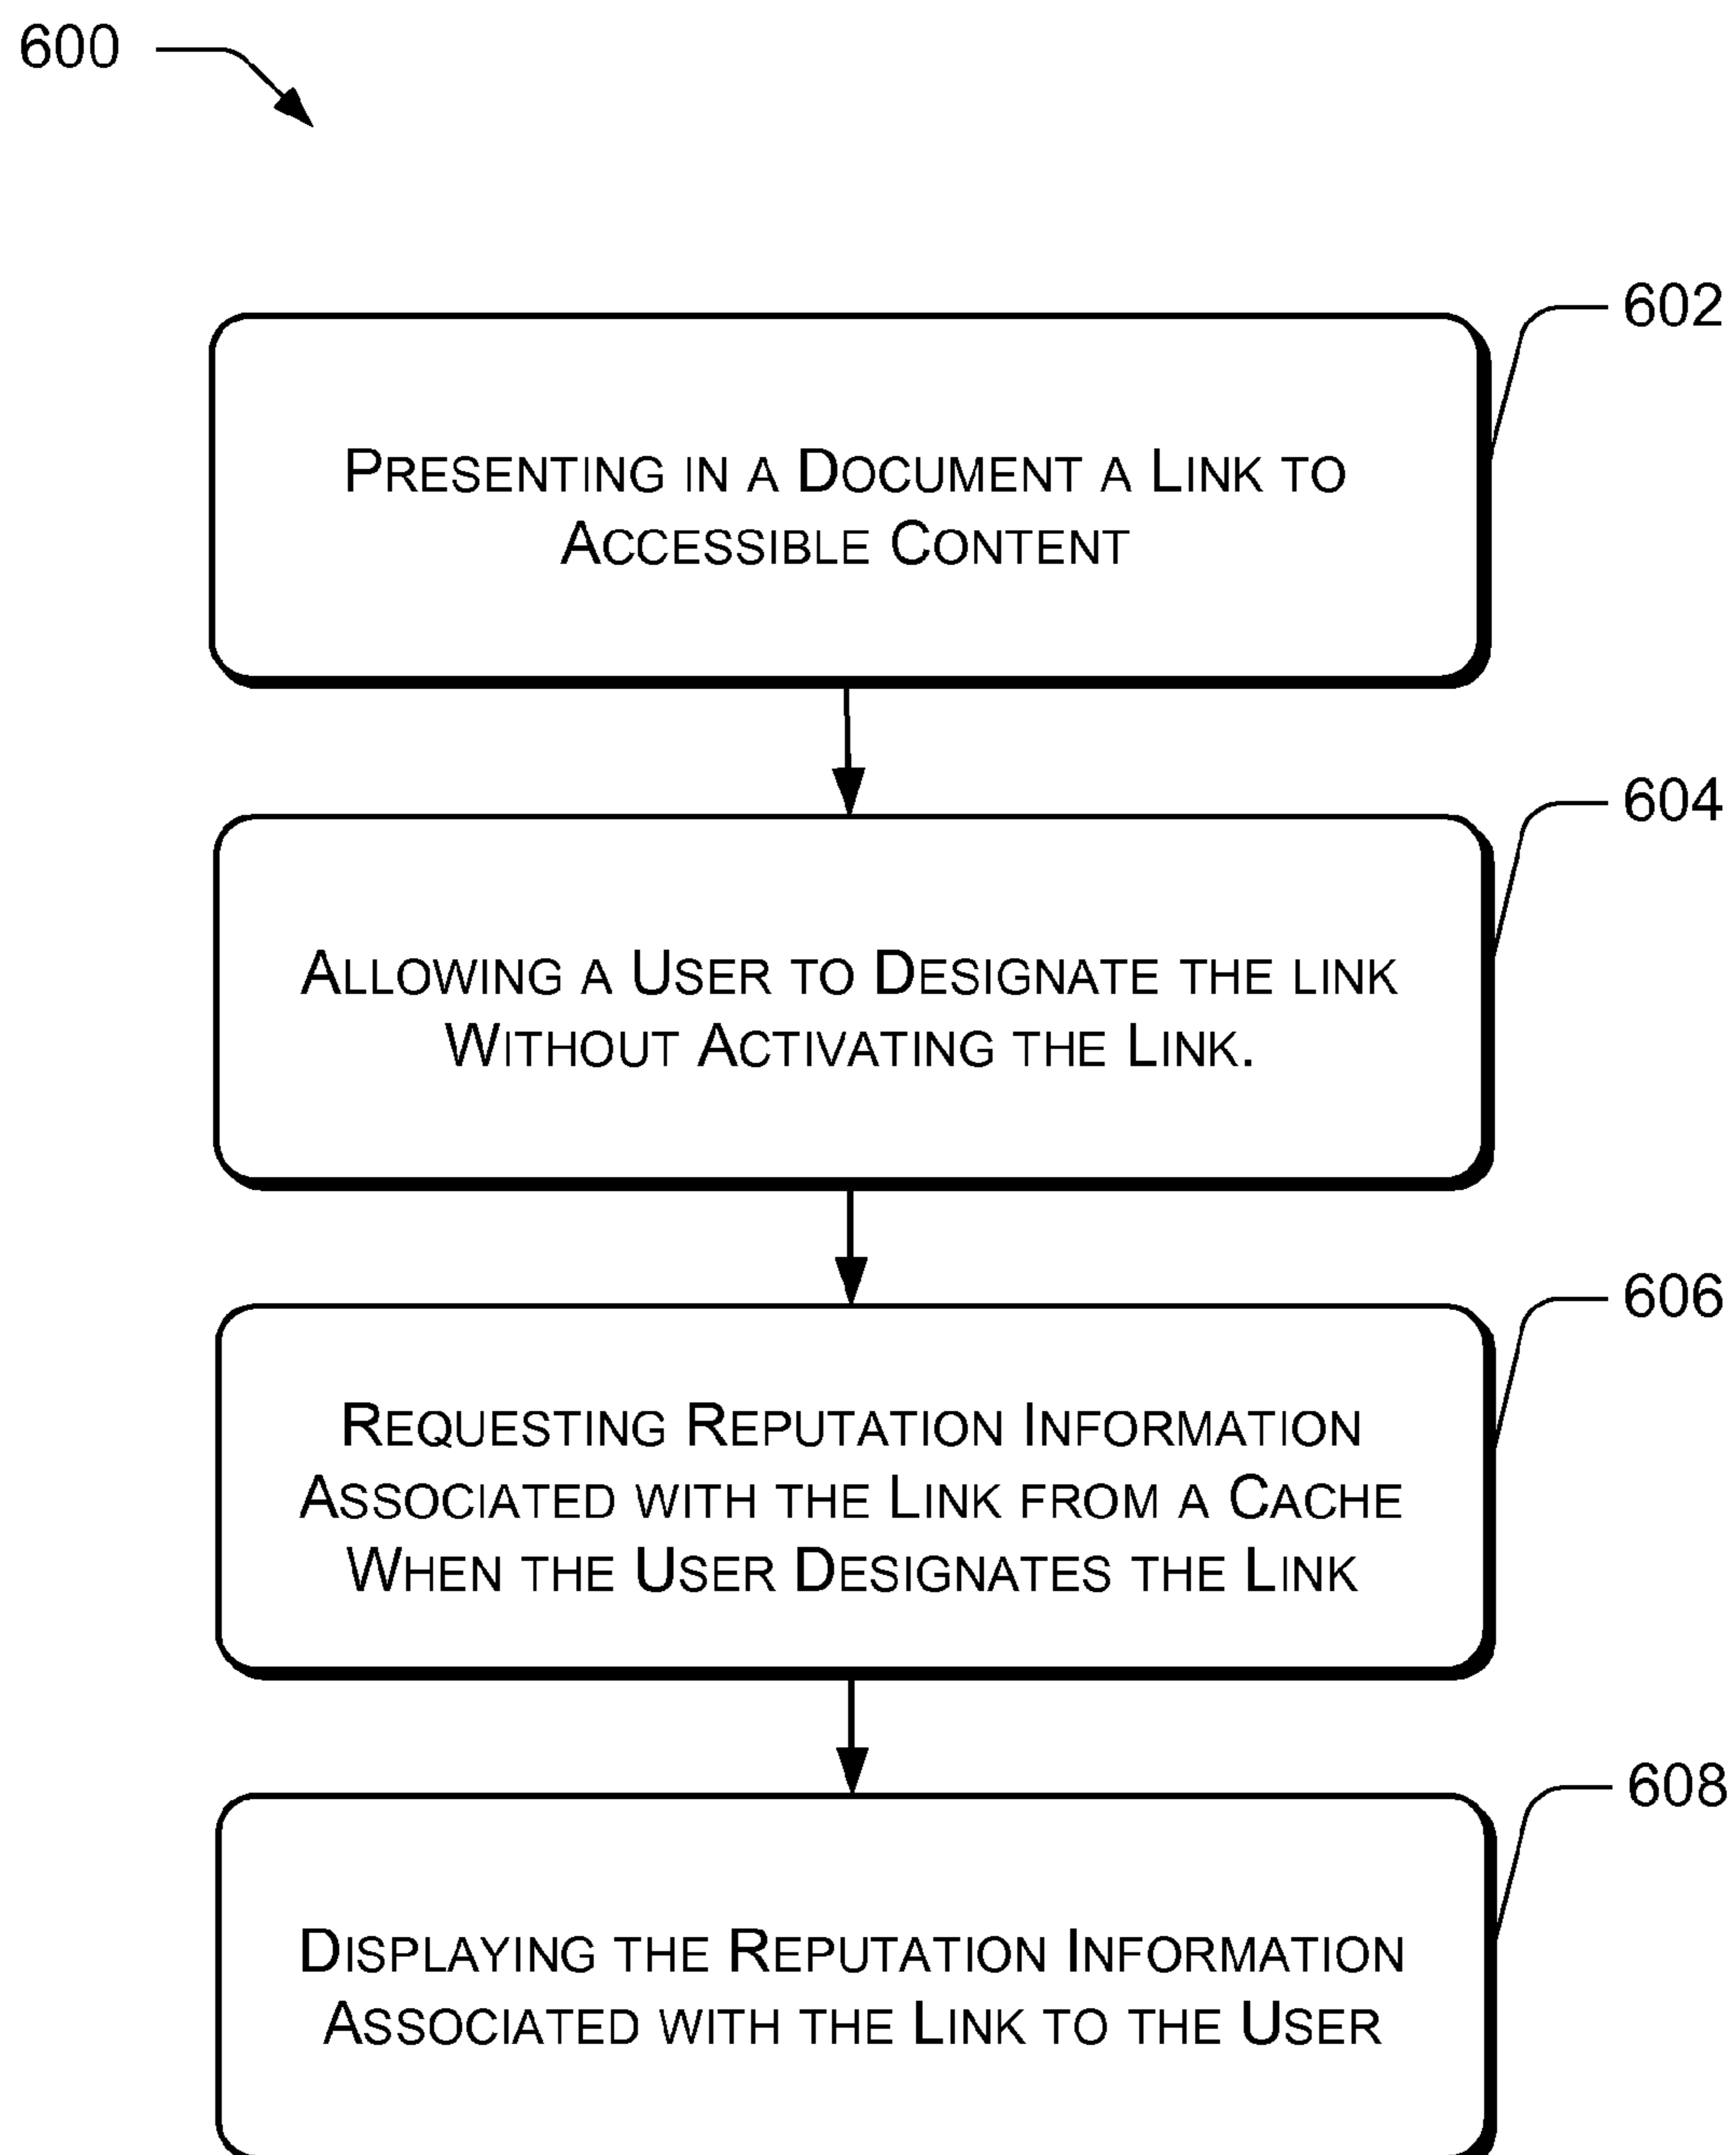 600
602
PRESENTING IN A DOCUMENT A LINK TO
ACCESSIBLE CONTENT
604
ALLOWING A USER TO DESIGNATE THE LINK
WITHOUT ACTIVATING THE LINK.
606
REQUESTING REPUTATION INFORMATION
ASSOCIATED WITH THE LINK FROM A CACHE
WHEN THE USER DESIGNATES THE LINK
608
DISPLAYING THE REPUTATION INFORMATION
ASSOCIATED WITH THE LINK TO THE USER